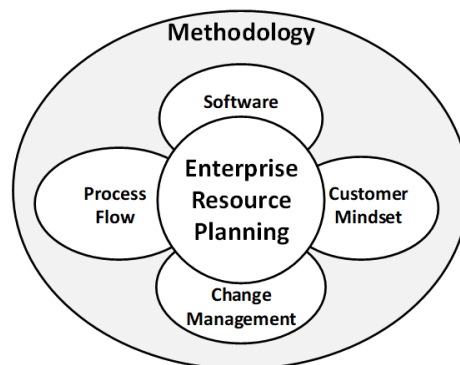 Methodology
Software
Enterprise
Resource
Planning
Process
Flow
Customer
Mindset
Change
Management